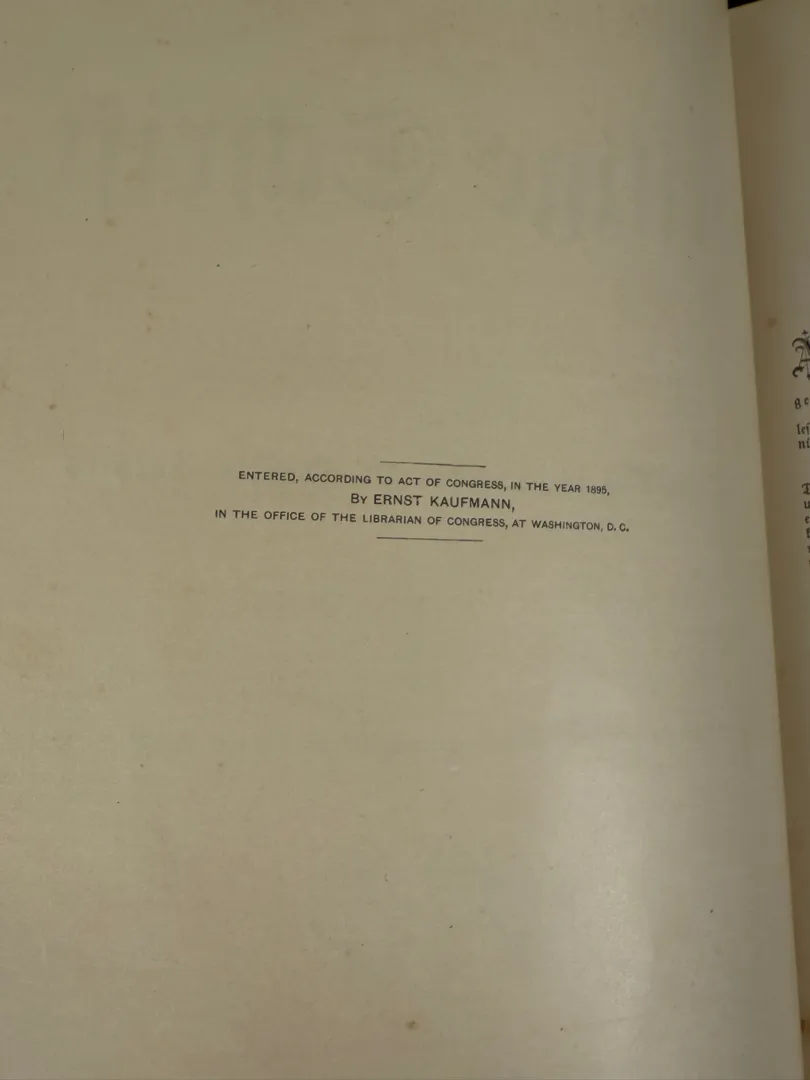 ENTERED, ACCORDING TO ACT OF CONGRESS, IN THE YEAR 1895,
By ERNST KAUFMANN,
IN THE OFFICE OF THE LIBRARIAN OF CONGRESS, AT WASHINGTON, D. C.